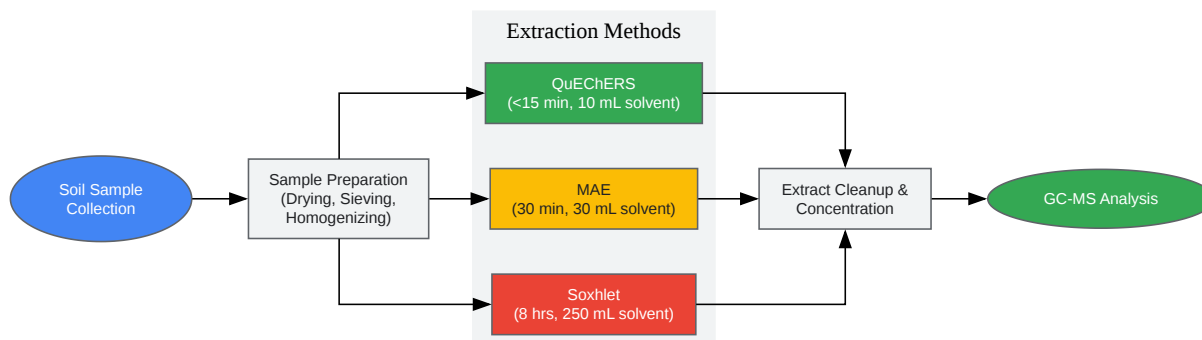 Extraction Methods
QuEChERS
(<15 min, 10 mL solvent)
Soil Sample
Collection
Sample Preparation
(Drying, Sieving,
Homogenizing)
MAE
(30 min, 30 mL solvent)
Extract Cleanup &
Concentration
GC-MS Analysis
Soxhlet
(8 hrs, 250 mL solvent)